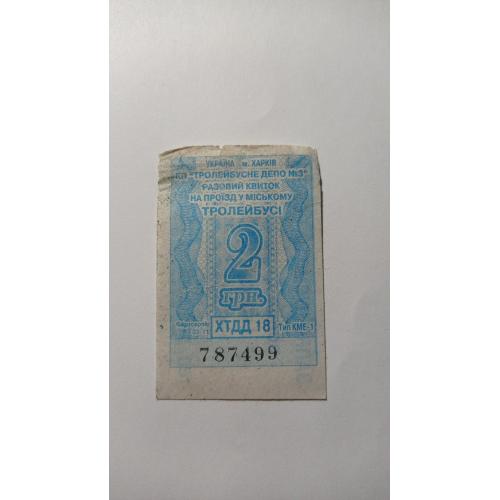 УКРАЇНА м. ХАРКІВ
КП "ТРОЛЕЙБУСНЕ ДЕПО №3"
РАЗОВИЙ КВИТОК
НА ПРОЇЗД У МІСЬКОМУ
ТРОЛЕЙБУСІ
2
грн.
ХТДД 18 Тип КМЕ-1
787499